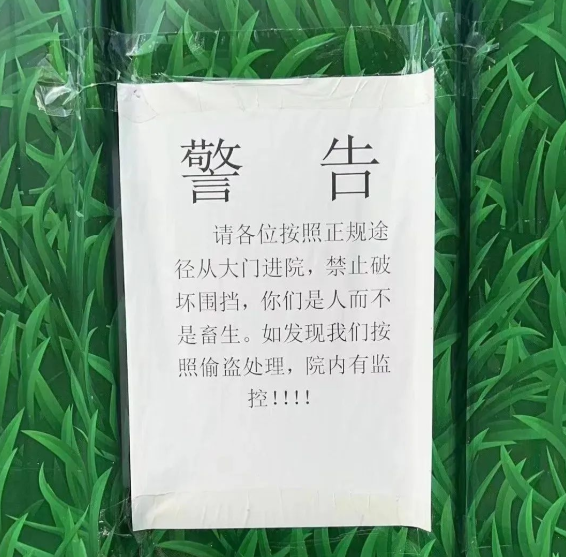 警 告
请各位按照正规途
径从大门进院，禁止破
坏围挡，你们是人而不
是畜生。如发现我们按
照偷盗处理，院内有监
控!!!!